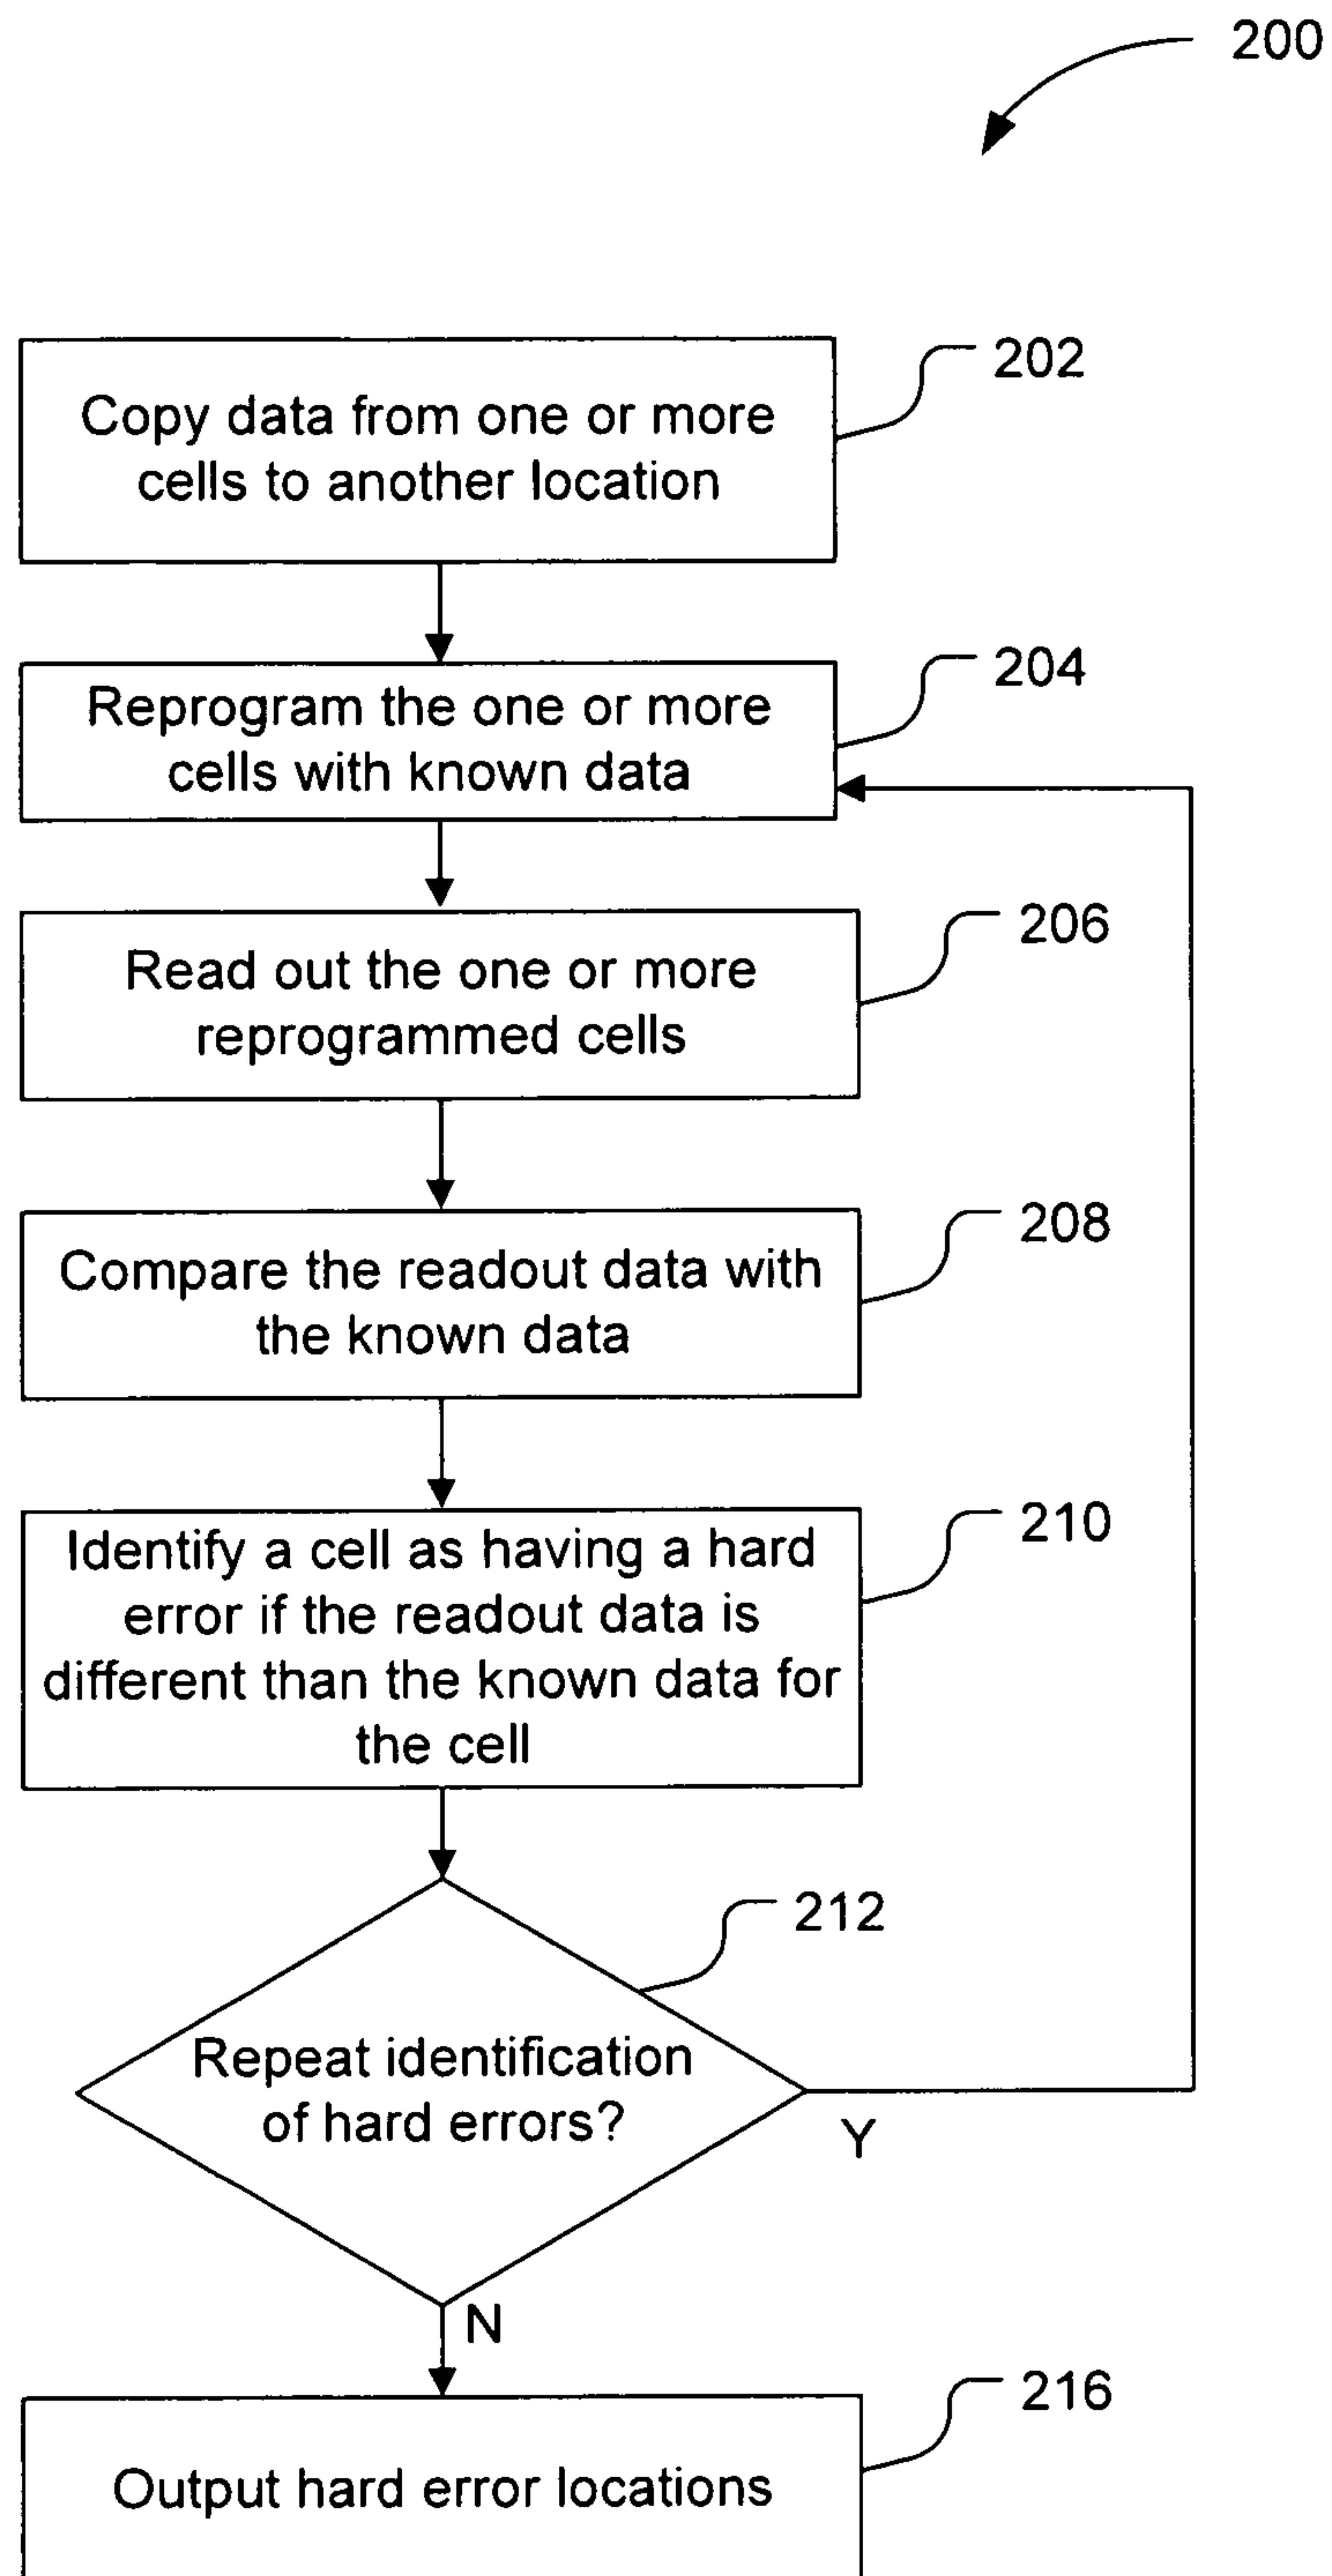 200
Copy data from one or more
cells to another location
202
Reprogram the one or more
cells with known data
204
Read out the one or more
reprogrammed cells
206
Compare the readout data with
the known data
208
Identify a cell as having a hard
error if the readout data is
different than the known data for
the cell
210
Repeat identification
of hard errors?
212
Y
N
Output hard error locations
216